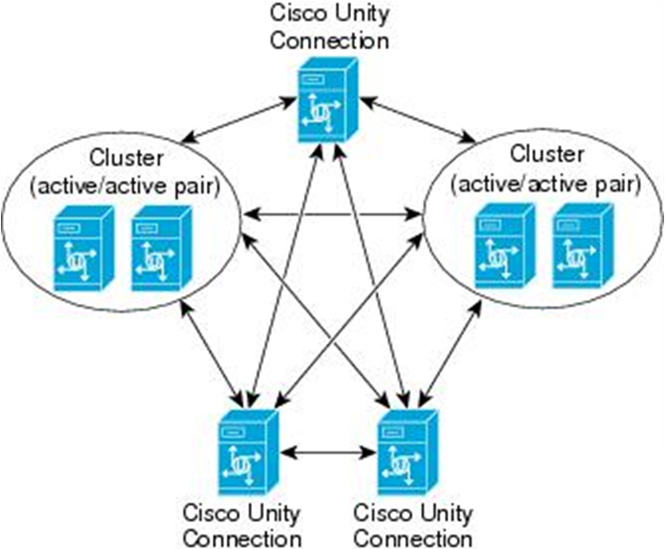 Cisco Unity
Connection
Cluster
(active/active pair)
Cluster
(active/active pair)
Cisco Unity
Connection
Cisco Unity
Connection